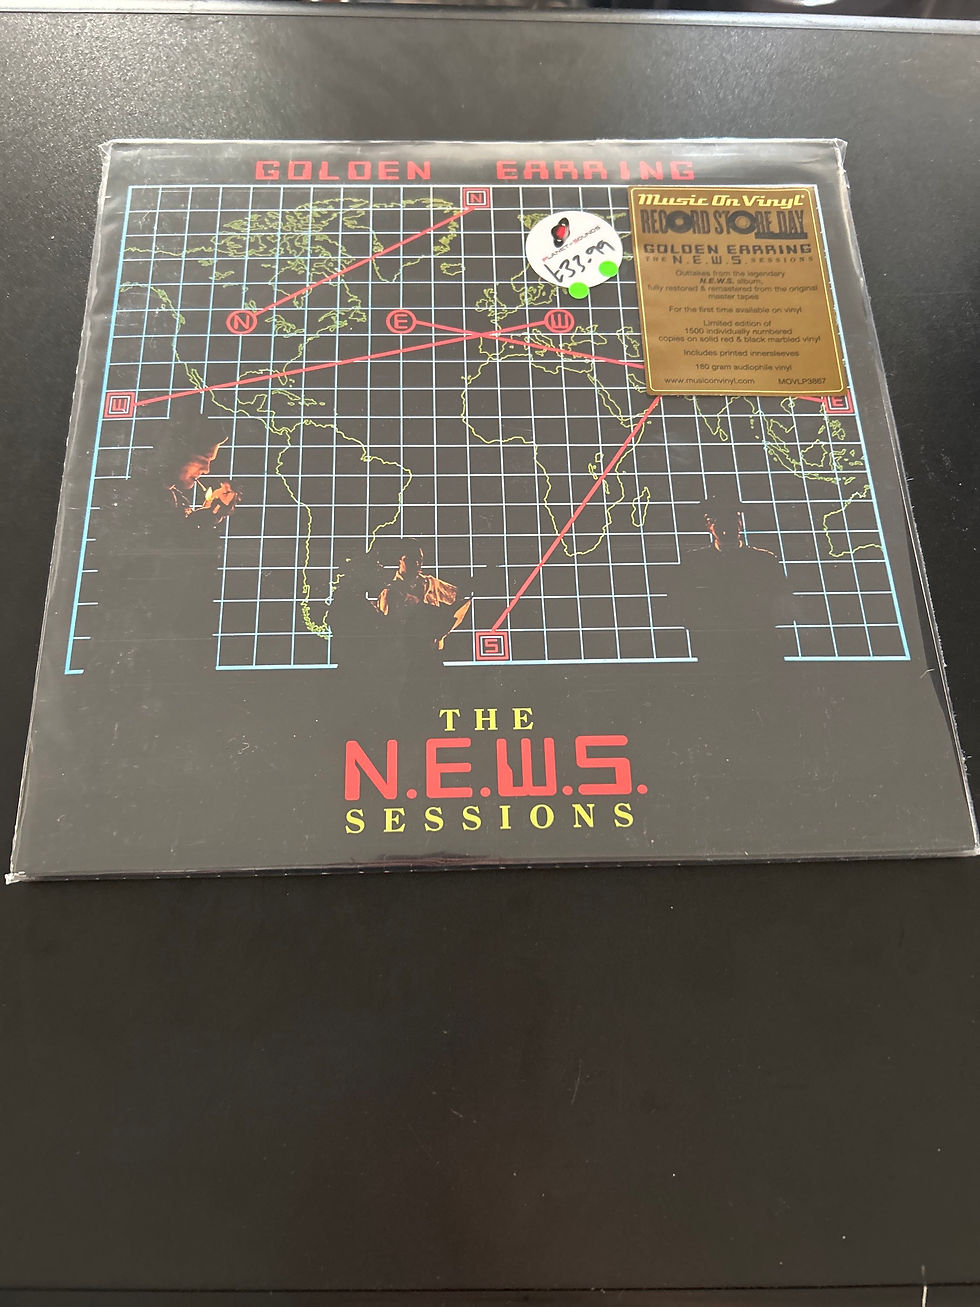 GOLDEN EARRING
N
N
E
W
W
E
S
PLANET OF SOUNDS
£33.99
Music On Vinyl
RECORD STORE DAY
GOLDEN EARRING
THE N.E.W.S. SESSIONS
Outtakes from the legendary
N.E.W.S. album,
fully restored & remastered from the original
master tapes
For the first time available on vinyl
Limited edition of
1500 individually numbered
copies on solid red & black marbled vinyl
Includes printed innersleeves
180 gram audiophile vinyl
www.musiconvinyl.com MOVLP3867
THE
N.E.W.S.
SESSIONS